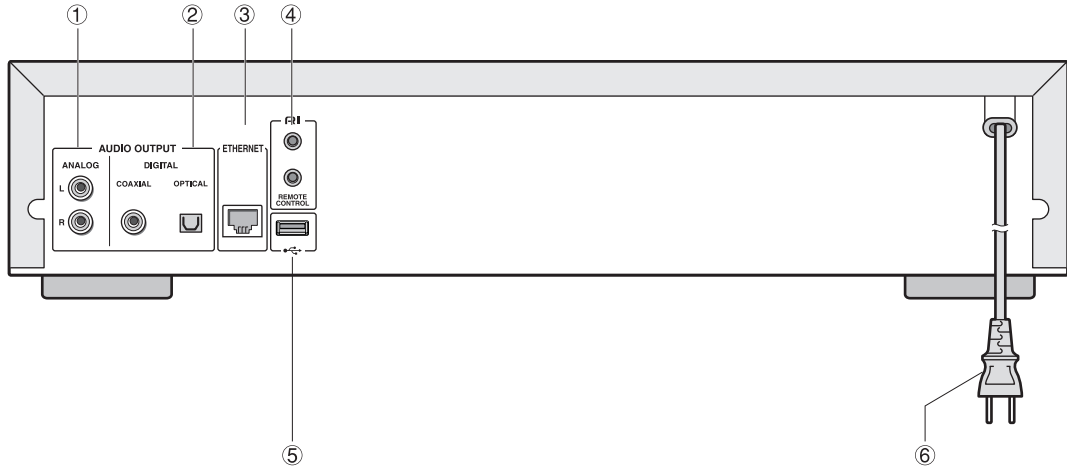 ① ② ③ ④
AUDIO OUTPUT
ANALOG
DIGITAL
L
COAXIAL
OPTICAL
R
ETHERNET
RI
REMOTE
CONTROL
⑤ ⑥